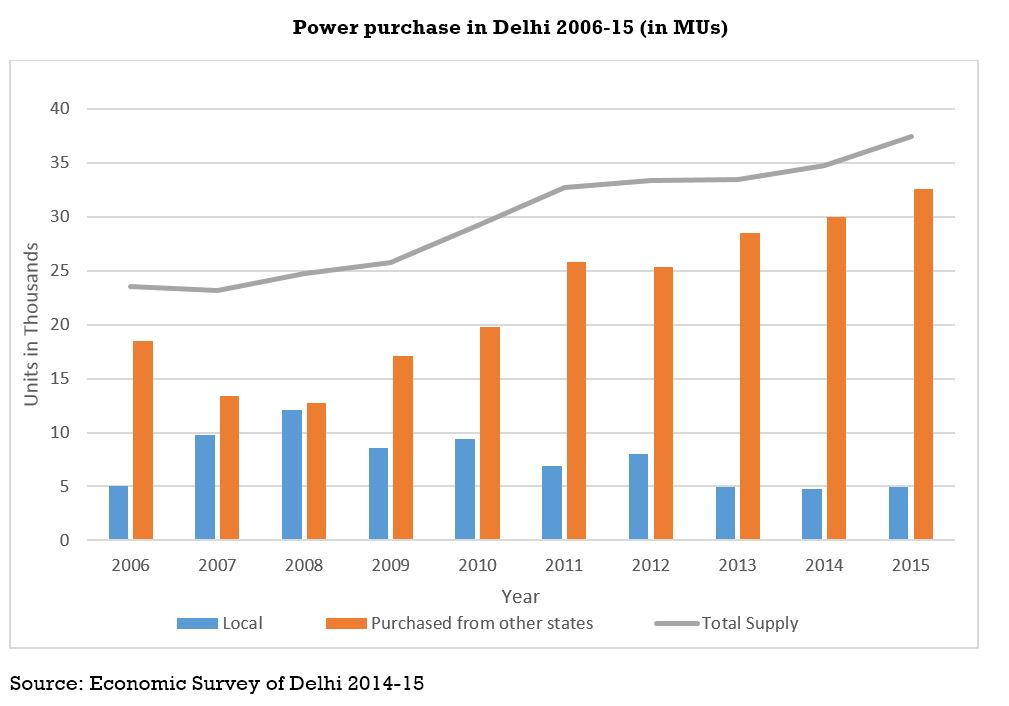 Power purchase in Delhi 2006-15 (in MUs)
40
35
30
25
20
15
10
5
0
Units in Thousands
2006 2007 2008 2009 2010 2011 2012 2013 2014 2015
Year
Local Purchased from other states Total Supply
Source: Economic Survey of Delhi 2014-15